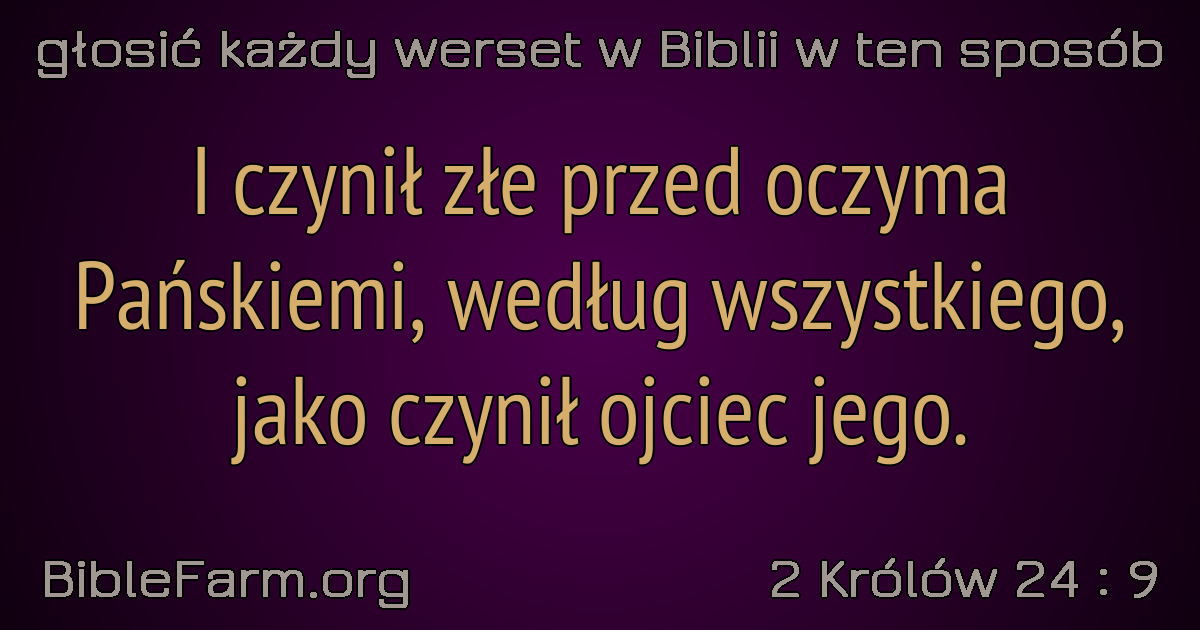 głosić każdy werset w Biblii w ten sposób
I czynił złe przed oczyma
Pańskiemi, według wszystkiego,
jako czynił ojciec jego.
BibleFarm.org
2 Królów 24 : 9